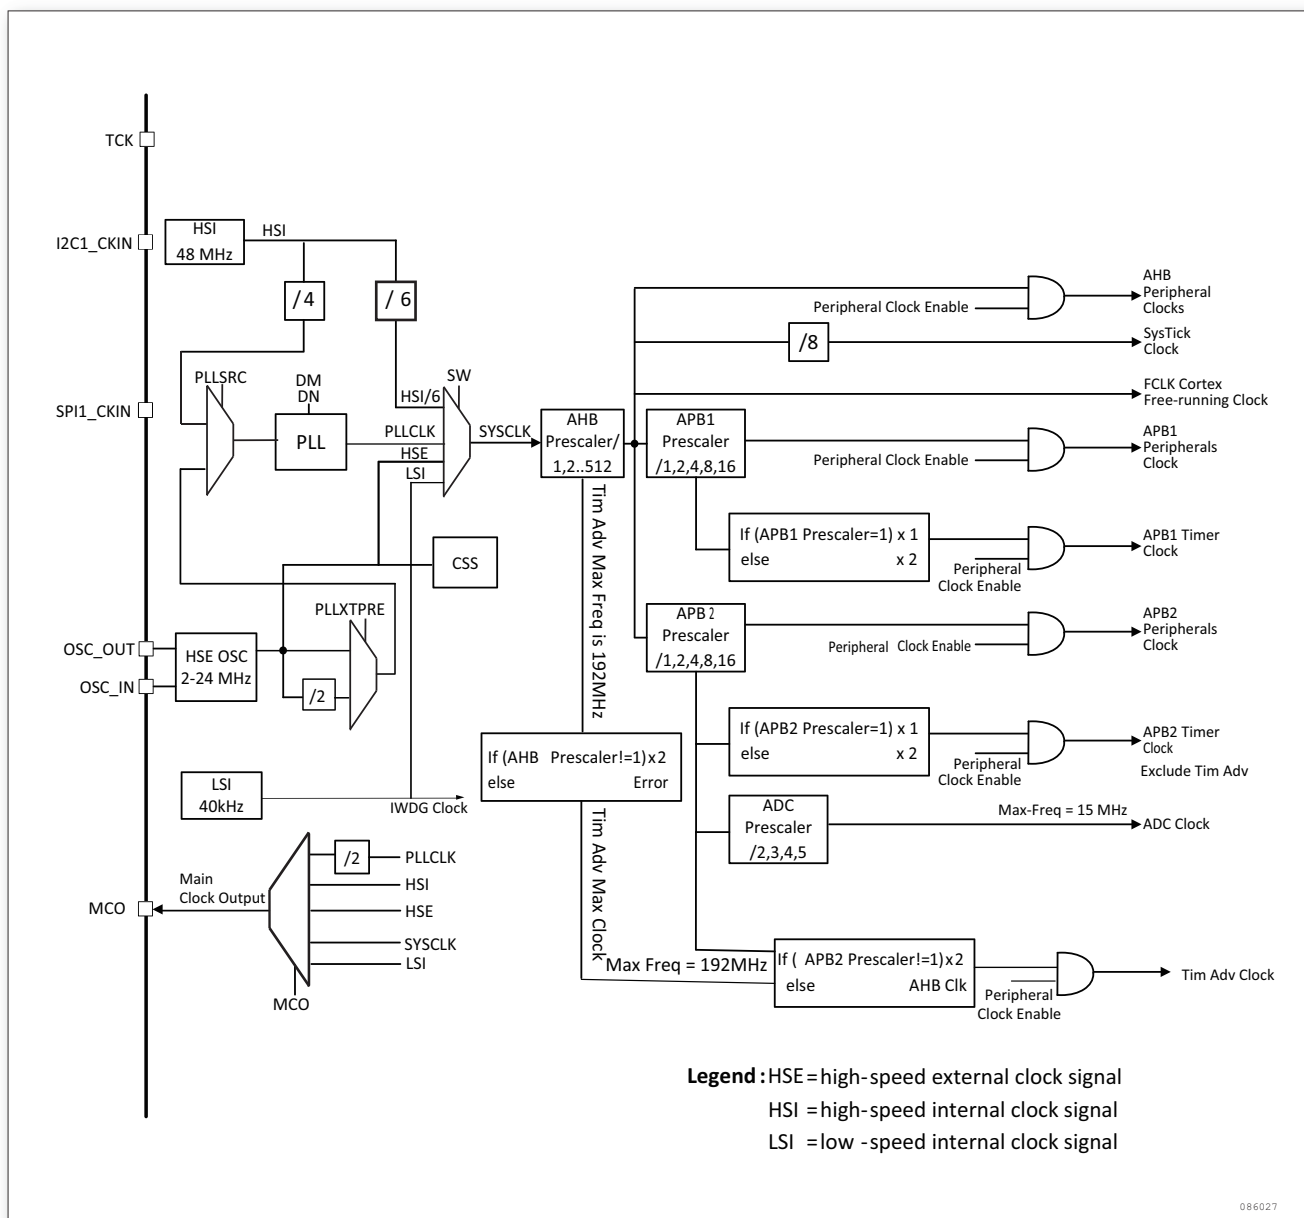 TCK
I2C1_CKIN
HSI
48 MHz
HSI
/4
/ 6
AHB
Peripheral
Clocks
Peripheral Clock Enable
SysTick
Clock
/8
PLLSRC
DM
DN
SW
HSI/6
FCLK Cortex
Free-running Clock
SPI1_CKIN
PLL
PLLCLK
HSE
LSI
SYSCLK
AHB
Prescaler/
1,2..512
APB1
Prescaler
/1,2,4,8,16
Peripheral Clock Enable
APB1
Peripherals
Clock
Tim Adv Max Freq is 192MHz
If (APB1 Prescaler=1) x 1
else x 2
Peripheral
Clock Enable
APB1 Timer
Clock
CSS
PLLXTPRE
OSC_OUT
OSC_IN
HSE OSC
2-24 MHz
/2
APB2
Prescaler
/1,2,4,8,16
Peripheral Clock Enable
APB2
Peripherals
Clock
If (APB2 Prescaler=1) x 1
else x 2
Peripheral
Clock Enable
APB2 Timer
Clock
Exclude Tim Adv
If (AHB Prescaler!=1)x2
else Error
LSI
40kHz
IWDG Clock
Tim Adv Max Clock
ADC
Prescaler
/2,3,4,5
Max-Freq = 15 MHz
ADC Clock
/2
PLLCLK
HSI
HSE
SYSCLK
LSI
Main
Clock Output
MCO
MCO
Max Freq = 192MHz
If ( APB2 Prescaler!=1)x2
else AHB Clk
Peripheral
Clock Enable
Tim Adv Clock
Legend : HSE =high-speed external clock signal
HSI =high-speed internal clock signal
LSI =low -speed internal clock signal
086027